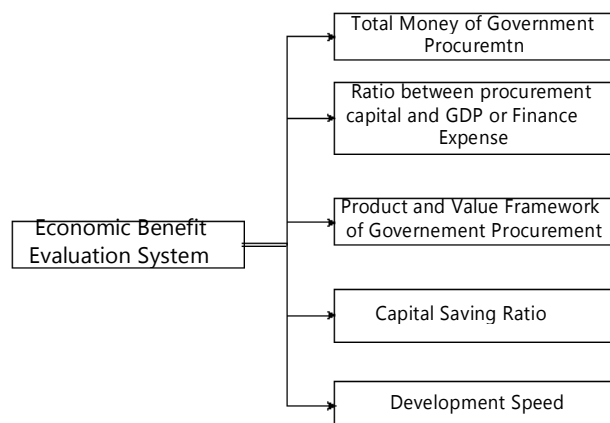 Total Money of Government
Procuremtn
Ratio between procurement
capital and GDP or Finance
Expense
Product and Value Framework
of Governement Procurement
Economic Benefit
Evaluation System
Capital Saving Ratio
Development Speed